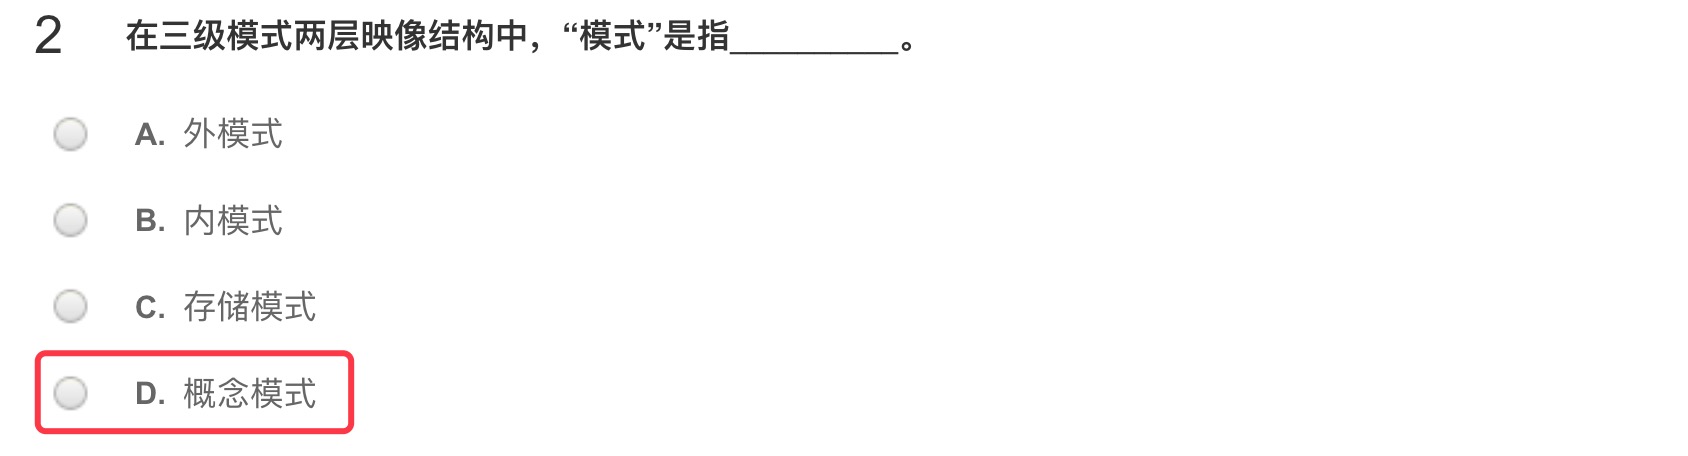 2 在三级模式两层映像结构中，“模式”是指__________。
A. 外模式
B. 内模式
C. 存储模式
D. 概念模式